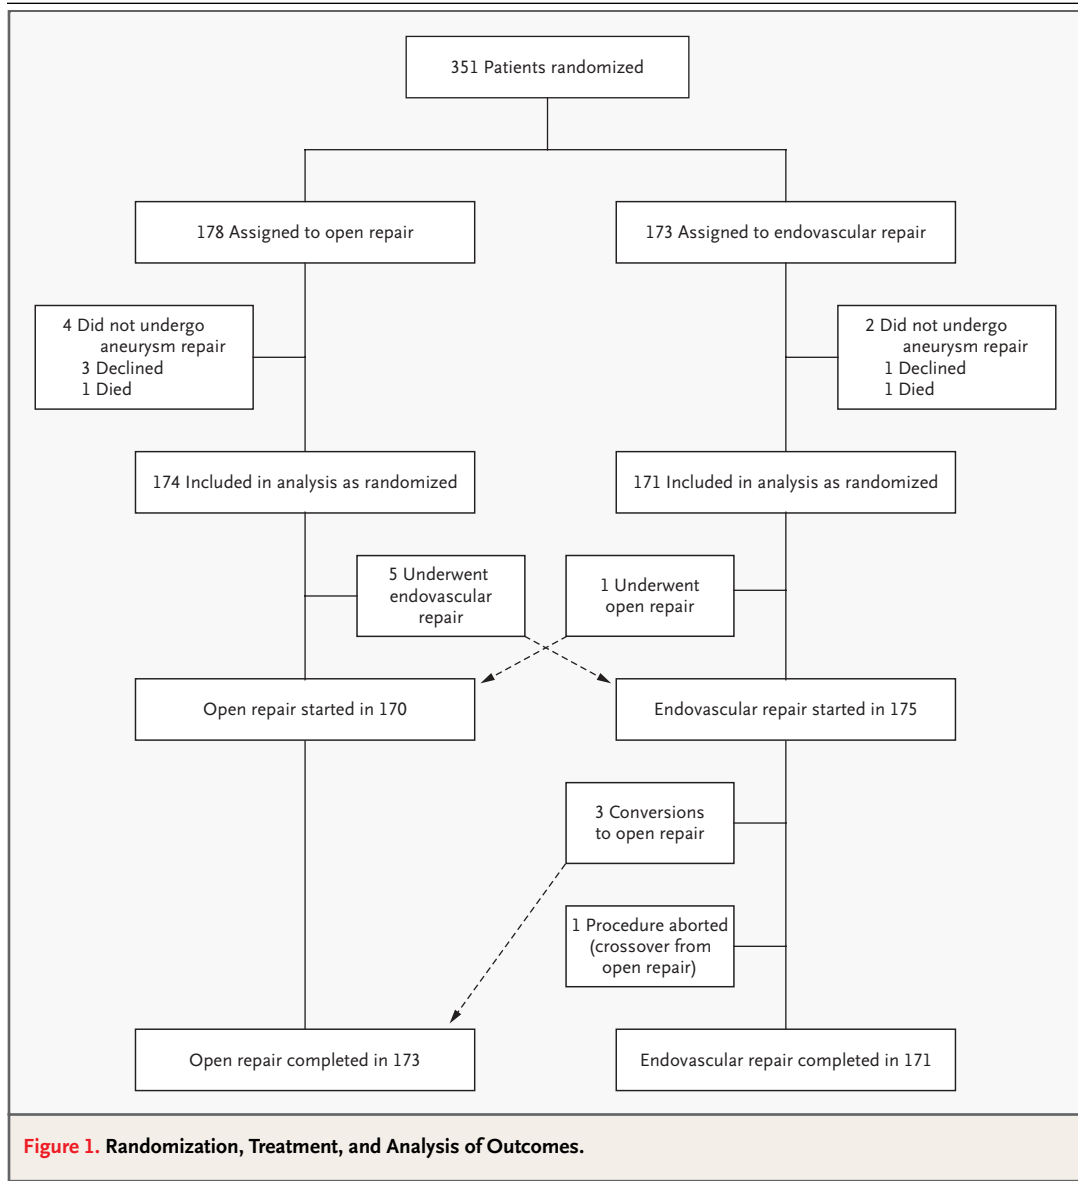 351 Patients randomized
178 Assigned to open repair
173 Assigned to endovascular repair
4 Did not undergo
aneurysm repair
3 Declined
1 Died
2 Did not undergo
aneurysm repair
1 Declined
1 Died
174 Included in analysis as randomized
171 Included in analysis as randomized
5 Underwent
endovascular
repair
1 Underwent
open repair
Open repair started in 170
Endovascular repair started in 175
3 Conversions
to open repair
1 Procedure aborted
(crossover from
open repair)
Open repair completed in 173
Endovascular repair completed in 171
Figure 1. Randomization, Treatment, and Analysis of Outcomes.